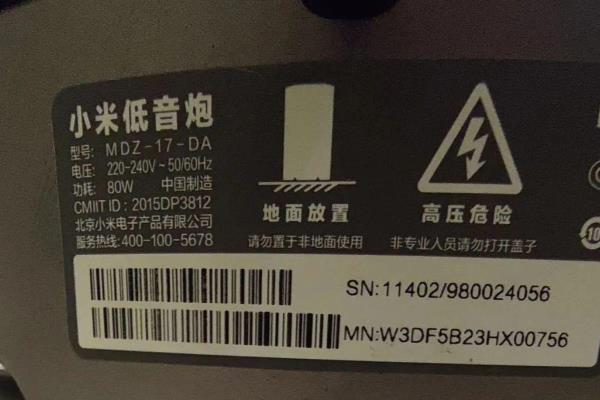 小米低音炮
型号: MDZ-17-DA
电压: 220-240V~50/60Hz
功耗: 80W 中国制造
CMIIT ID : 2015DP3812
北京小米电子产品有限公司
服务热线:400-100-5678
地面放置
请勿置于非地面使用
高压危险
非专业人员请勿打开盖子
10
SN:11402/980024056
MN:W3DF5B23HX00756